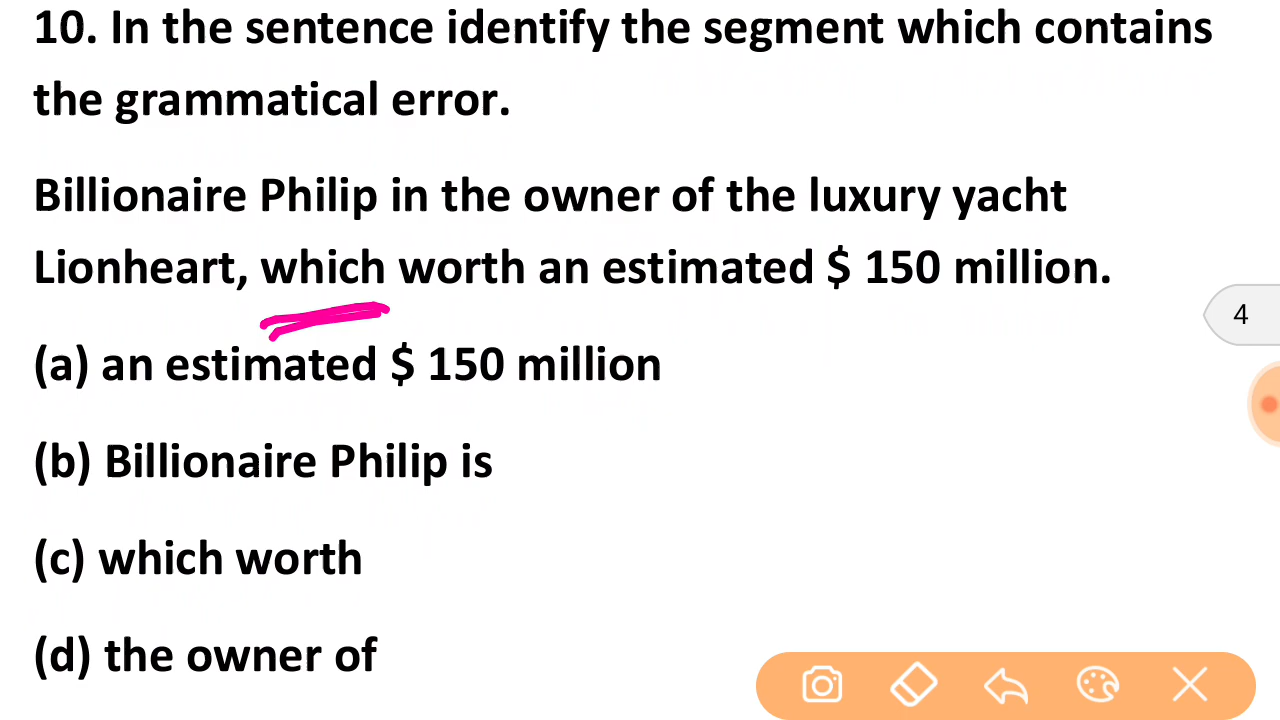 10. In the sentence identify the segment which contains
the grammatical error.
Billionaire Philip in the owner of the luxury yacht
Lionheart, which worth an estimated $ 150 million.
(a) an estimated $ 150 million
(b) Billionaire Philip is
(c) which worth
(d) the owner of
4